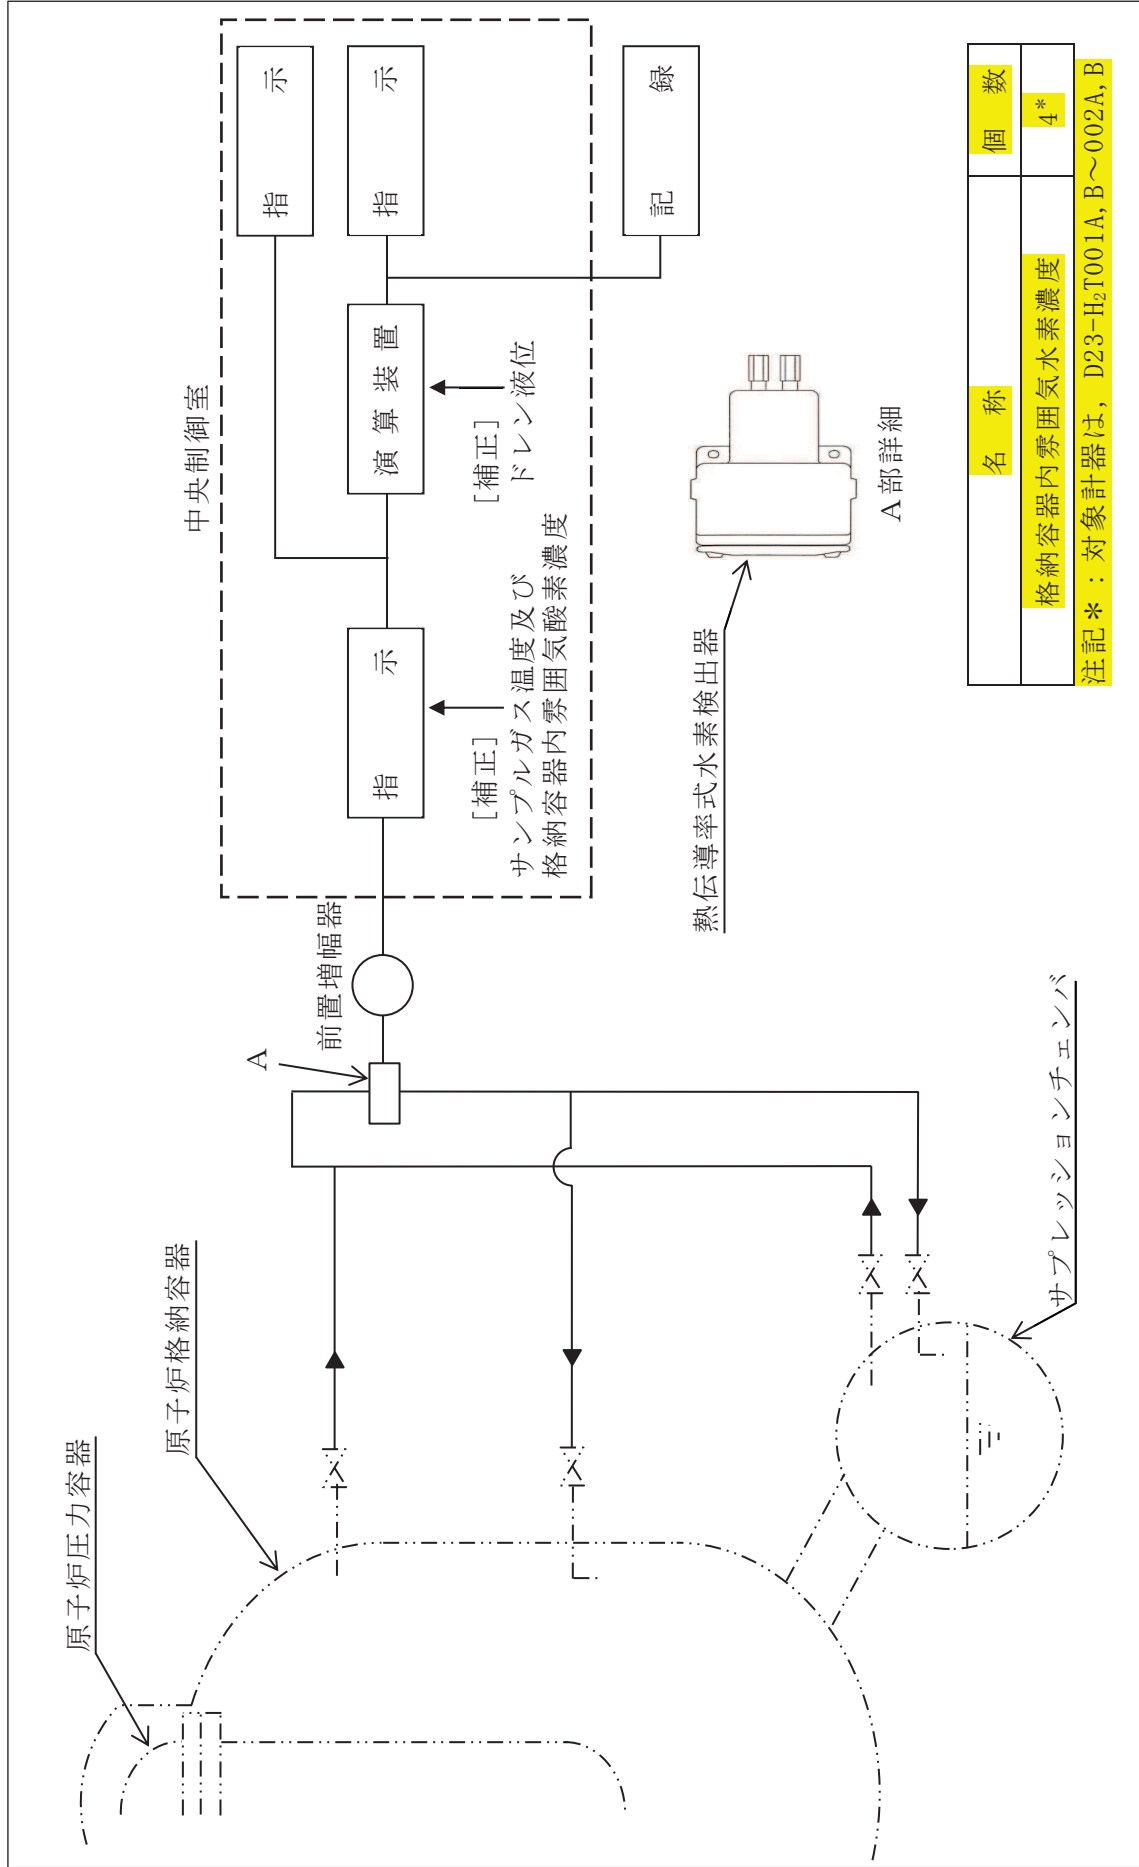 原子炉圧力容器
原子炉格納容器
A
前置増幅器
中央制御室
指　示
指　示
演算装置
指　示
記　録
[補正]
サンプルガス温度及び
格納容器内雰囲気酸素濃度
[補正]
ドレン液位
熱伝導率式水素検出器
A部詳細
サプレッションチェンバ
名　称　個　数
格納容器内雰囲気水素濃度　4*
注記＊：対象計器は，D23-H₂T001A,B～002A,B